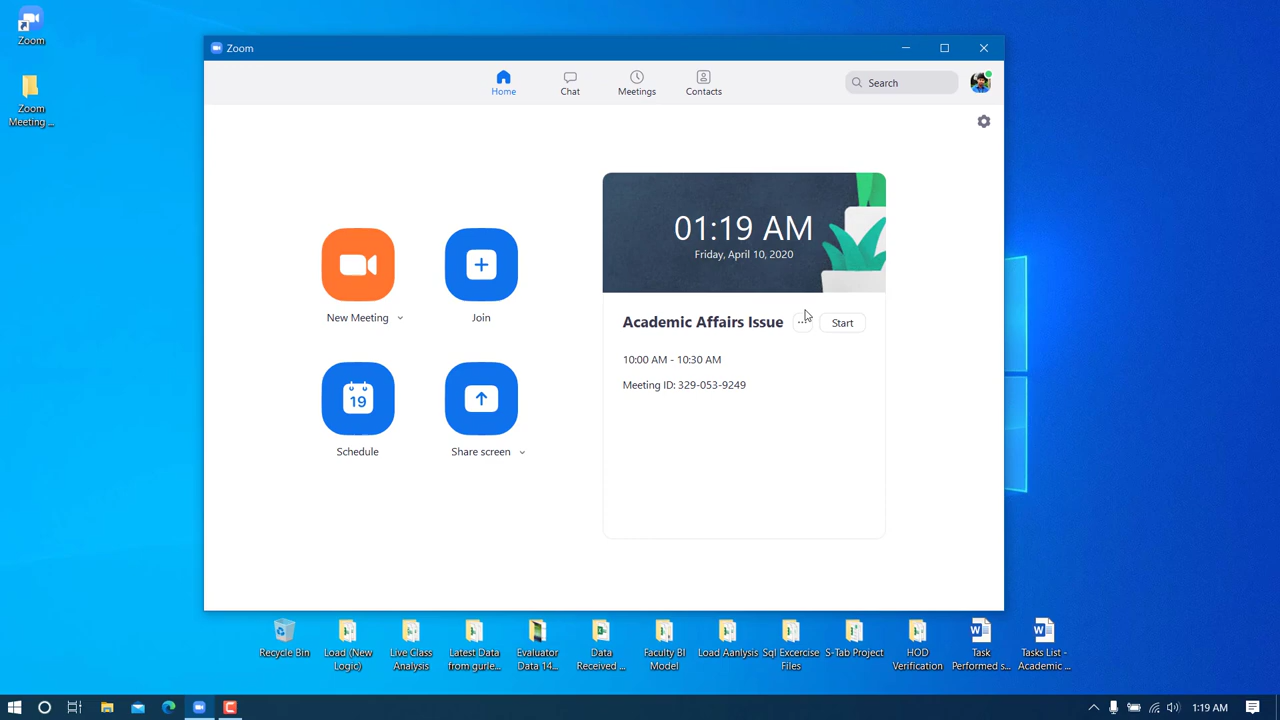 Zoom
Zoom
Meeting ...
Zoom
Home
Chat
Meetings
Contacts
Search
01:19 AM
Friday, April 10, 2020
New Meeting
Join
Academic Affairs Issue
...
Start
10:00 AM - 10:30 AM
Meeting ID: 329-053-9249
19
Schedule
Share screen
Recycle Bin
Load (New
Logic)
Live Class
Analysis
Latest Data
from gurle...
Evaluator
Data 14...
Data
Received ...
Faculty BI
Model
Load Aanlysis
Sql Excercise
Files
S-Tab Project
HOD
Verification
Task
Performed s...
Tasks List -
Academic ...
1:19 AM